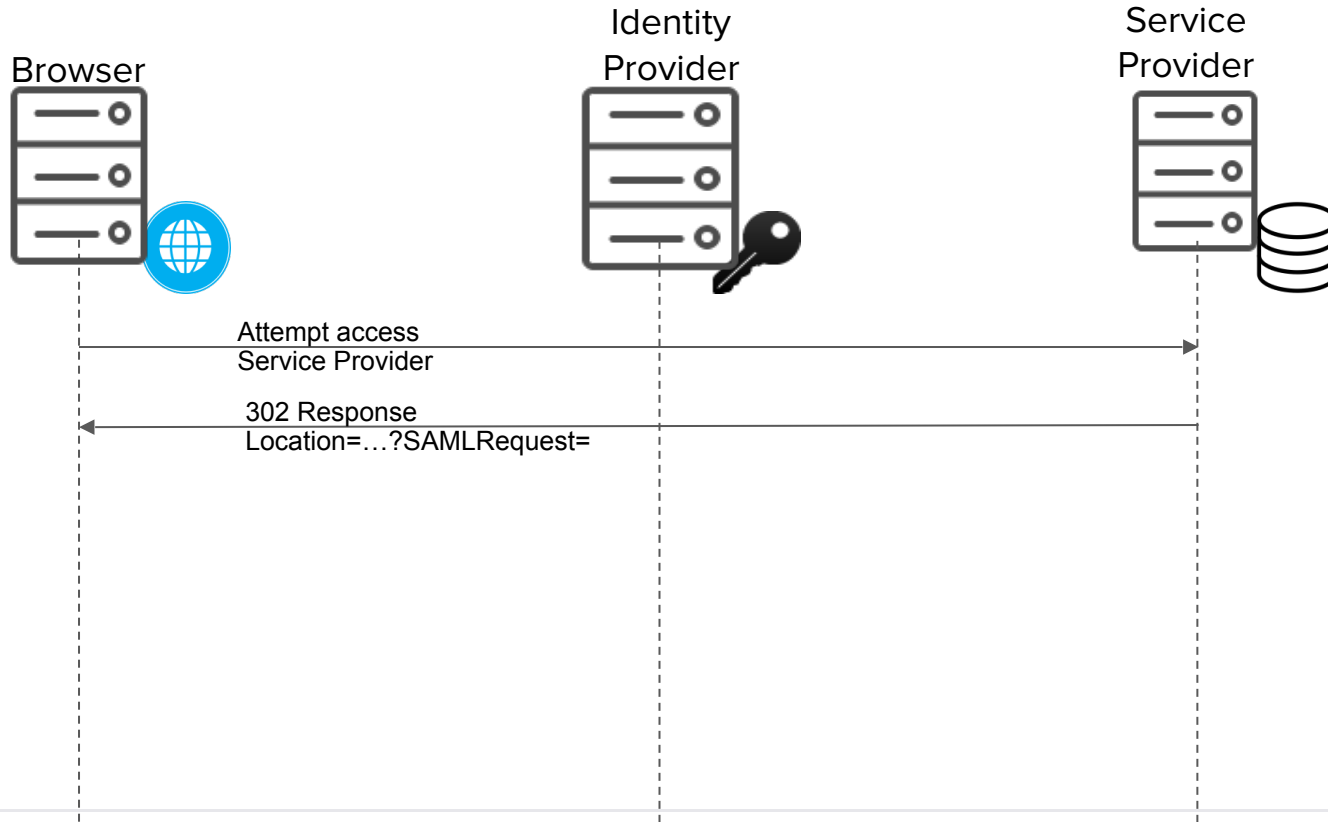 Browser
Identity
Provider
Service
Provider
Attempt access
Service Provider
302 Response
Location=…?SAMLRequest=